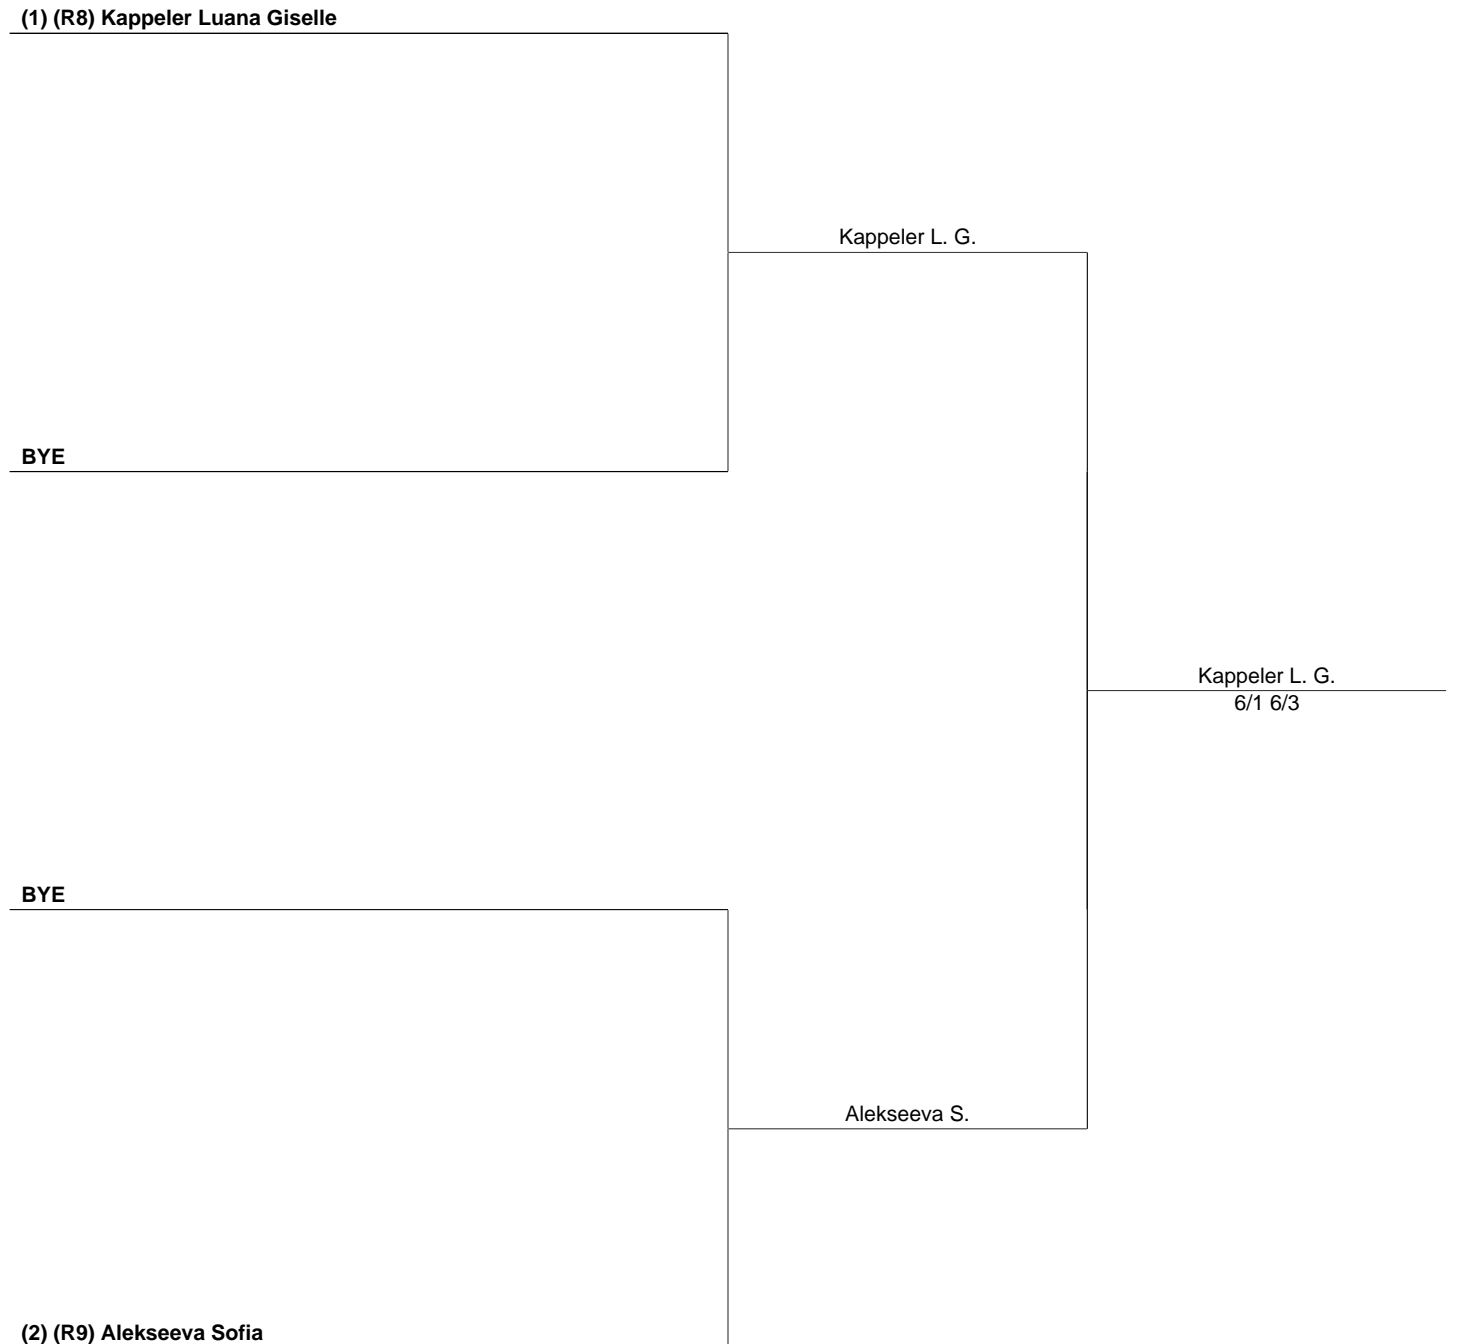 (1) (R8) Kappeler Luana Giselle
Kappeler L. G.
BYE
Kappeler L. G.
6/1 6/3
BYE
Alekseeva S.
(2) (R9) Alekseeva Sofia